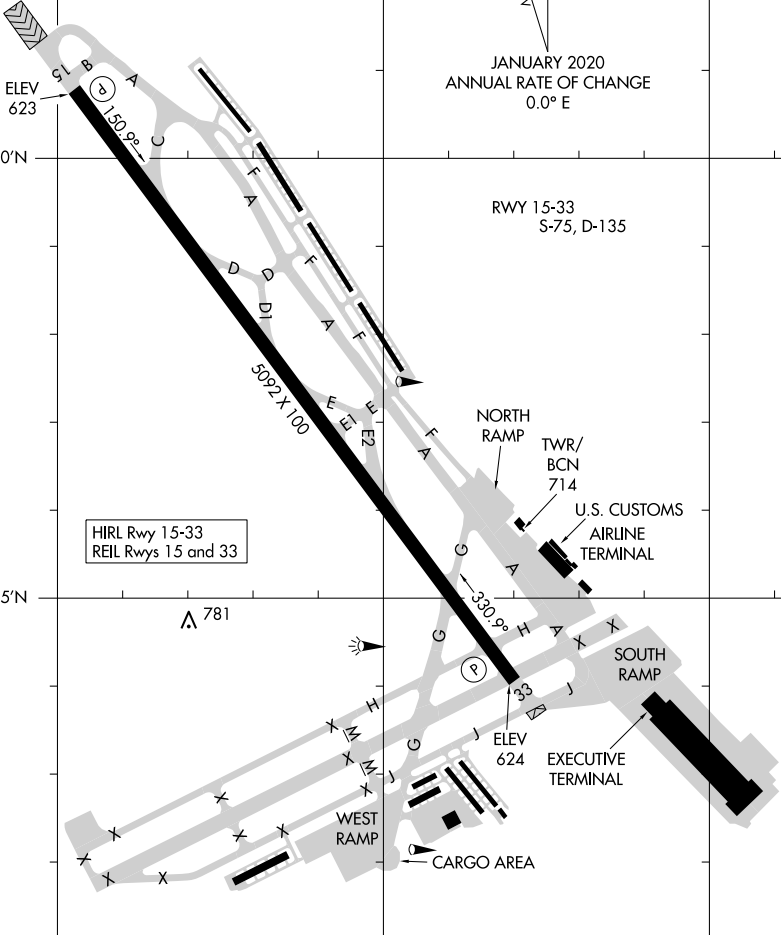 JANUARY 2020
ANNUAL RATE OF CHANGE
0.0° E
15
B
A
ELEV
623
P
150.9°
C
0'N
F
A
RWY 15-33
S-75, D-135
D
D
F
D1
A
F
5092 X 100
E
E
E1
E2
F
A
NORTH
RAMP
TWR/
BCN
714
U.S. CUSTOMS
AIRLINE
TERMINAL
HIRL Rwy 15-33
REIL Rwys 15 and 33
G
A
330.9°
5'N
781
G
H
A
X
X
P
33
J
SOUTH
RAMP
H
X
M
G
J
ELEV
624
EXECUTIVE
TERMINAL
X
M
J
X
X
WEST
RAMP
X
X
X
X
X
X
CARGO AREA